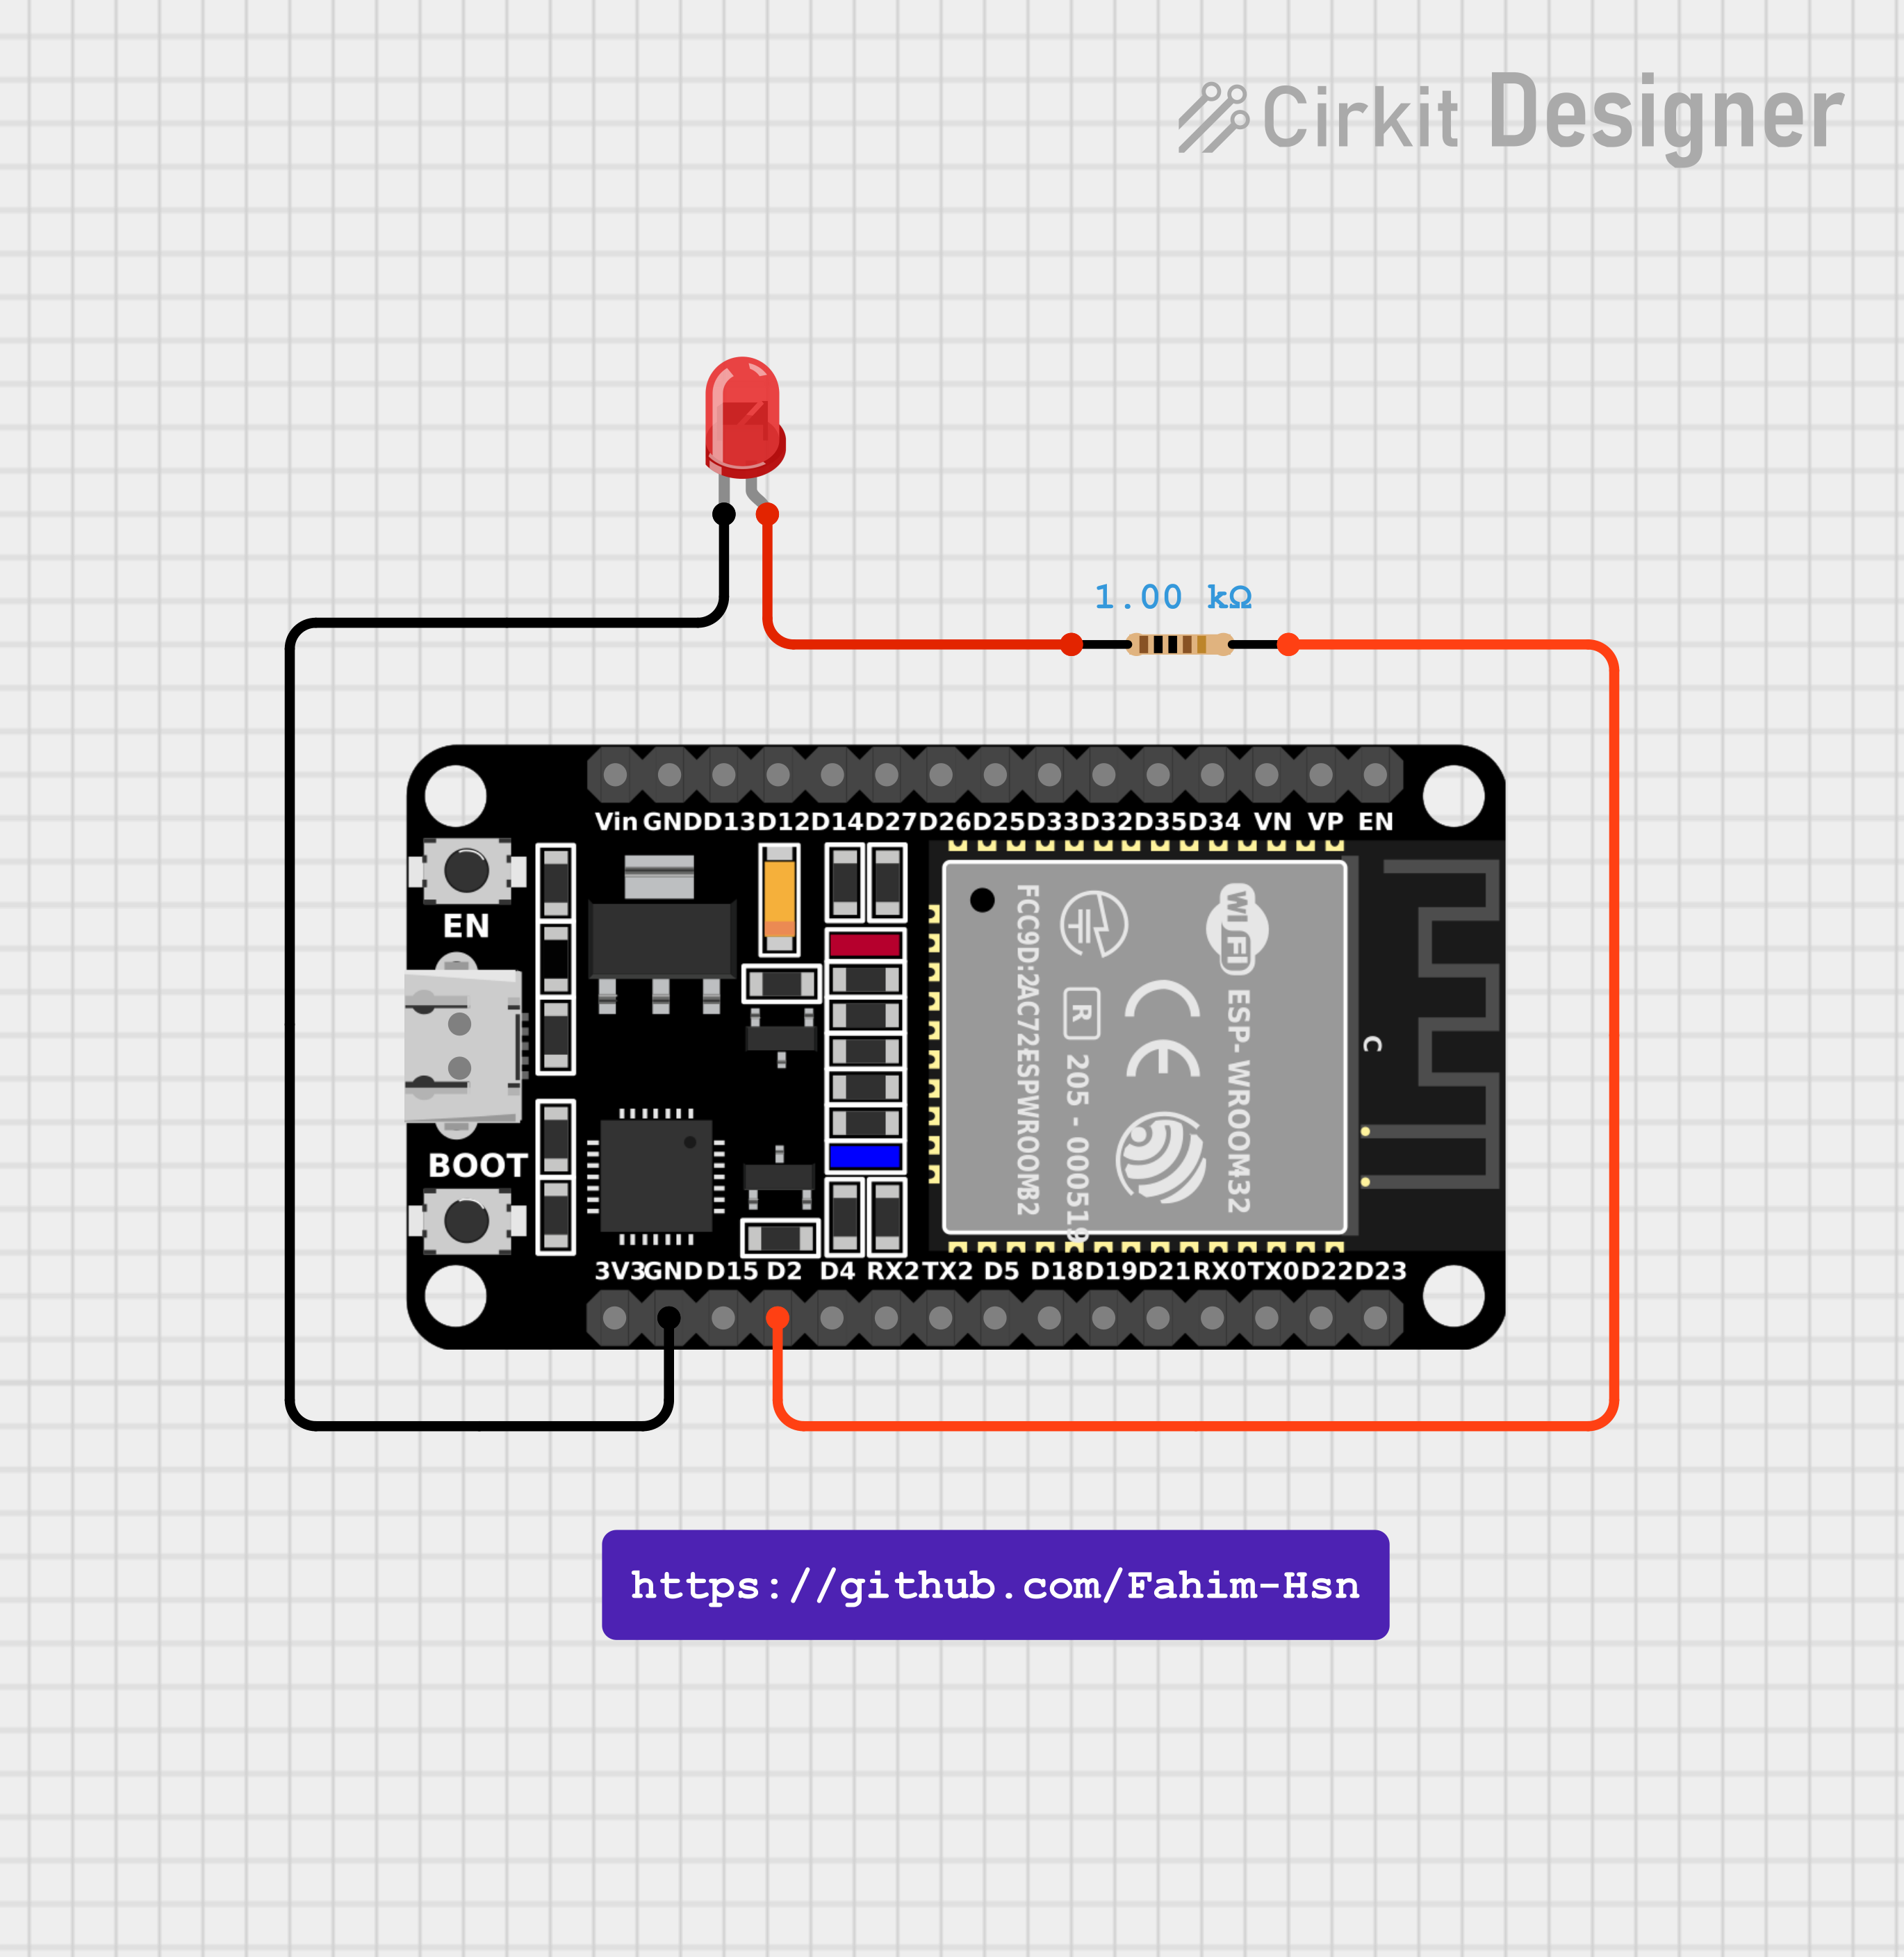 Cirkit Designer
1.00 kΩ
Vin GND D13 D12 D14 D27 D26 D25 D33 D32 D35 D34 VN VP EN
EN
BOOT
FCC9D:2AC72ESPWROOMB2
R
205 - 000519
WiFi
ESP- WROOM432
C
3V3 GND D15 D2 D4 RX2 TX2 D5 D18 D19 D21 RX0 TX0 D22 D23
https://github.com/Fahim-Hsn